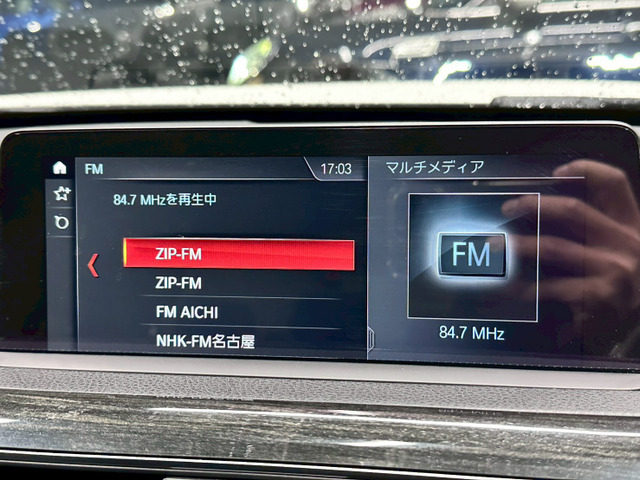 FM
17:03
84.7 MHzを再生中
ZIP-FM
ZIP-FM
FM AICHI
NHK-FM名古屋
マルチメディア
FM
84.7 MHz